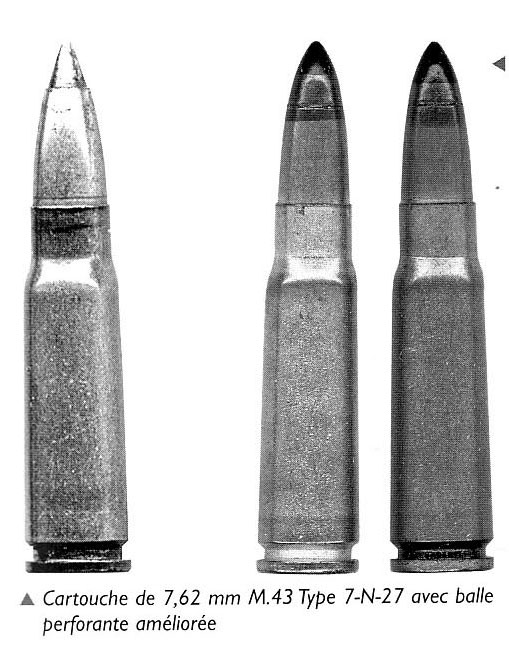 ▲ Cartouche de 7,62 mm M.43 Type 7-N-27 avec balle
perforante améliorée